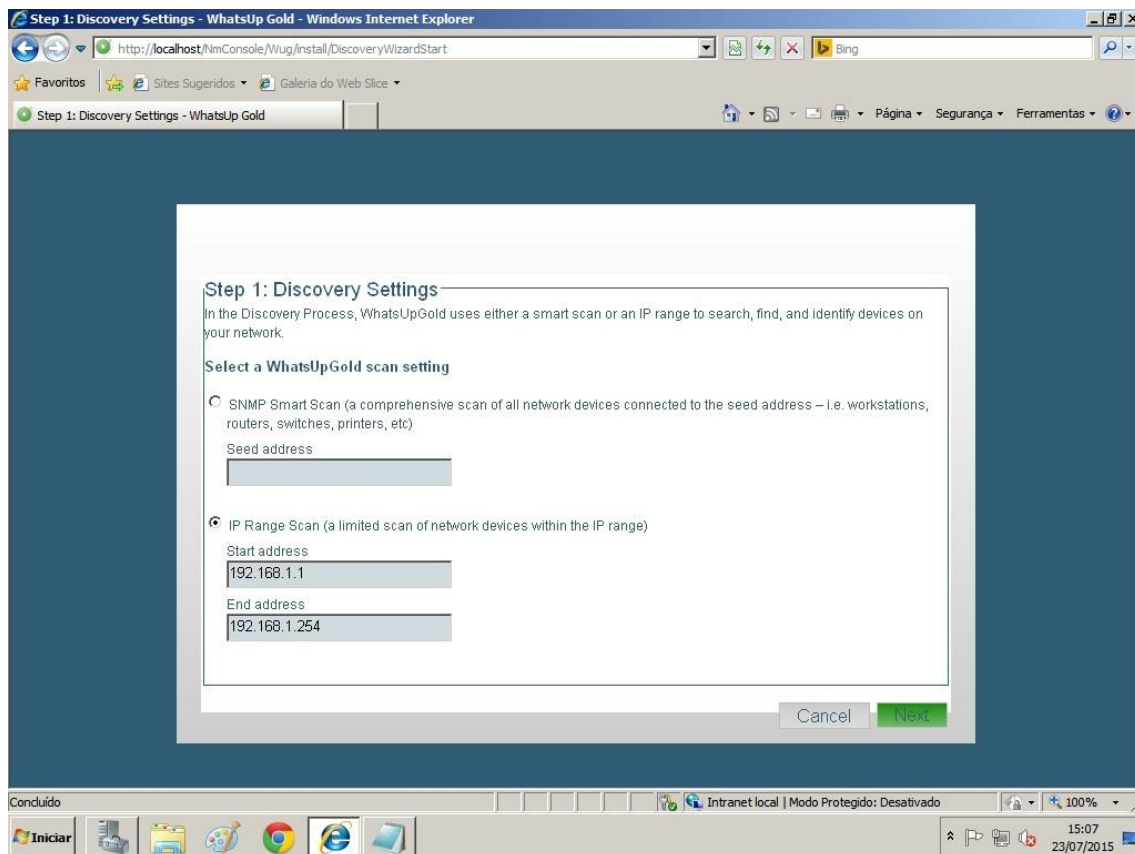 Step 1: Discovery Settings - WhatsUp Gold - Windows Internet Explorer
http://localhost/NmConsole/Wug/install/DiscoveryWizardStart
Bing
Favoritos
Sites Sugeridos
Galeria do Web Slice
Step 1: Discovery Settings - WhatsUp Gold
Página
Segurança
Ferramentas
Step 1: Discovery Settings
In the Discovery Process, WhatsUpGold uses either a smart scan or an IP range to search, find, and identify devices on
your network.
Select a WhatsUpGold scan setting
SNMP Smart Scan (a comprehensive scan of all network devices connected to the seed address – i.e. workstations,
routers, switches, printers, etc)
Seed address
IP Range Scan (a limited scan of network devices within the IP range)
Start address
192.168.1.1
End address
192.168.1.254
Cancel
Next
Concluído
Intranet local | Modo Protegido: Desativado
100%
Iniciar
15:07
23/07/2015